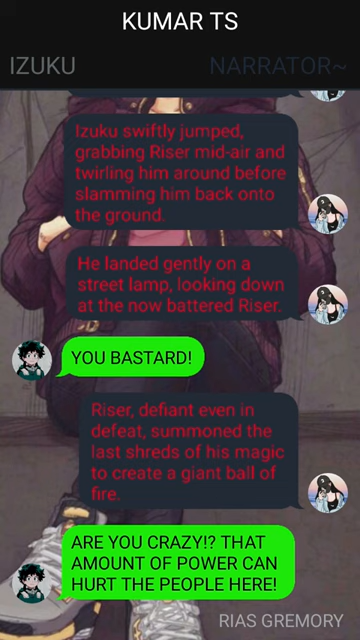 KUMAR TS
IZUKU
NARRATOR~
Izuku swiftly jumped,
grabbing Riser mid-air and
twirling him around before
slamming him back onto
the ground.
He landed gently on a
street lamp, looking down
at the now battered Riser.
YOU BASTARD!
Riser, defiant even in
defeat, summoned the
last shreds of his magic
to create a giant ball of
fire.
ARE YOU CRAZY!? THAT
AMOUNT OF POWER CAN
HURT THE PEOPLE HERE!
RIAS GREMORY